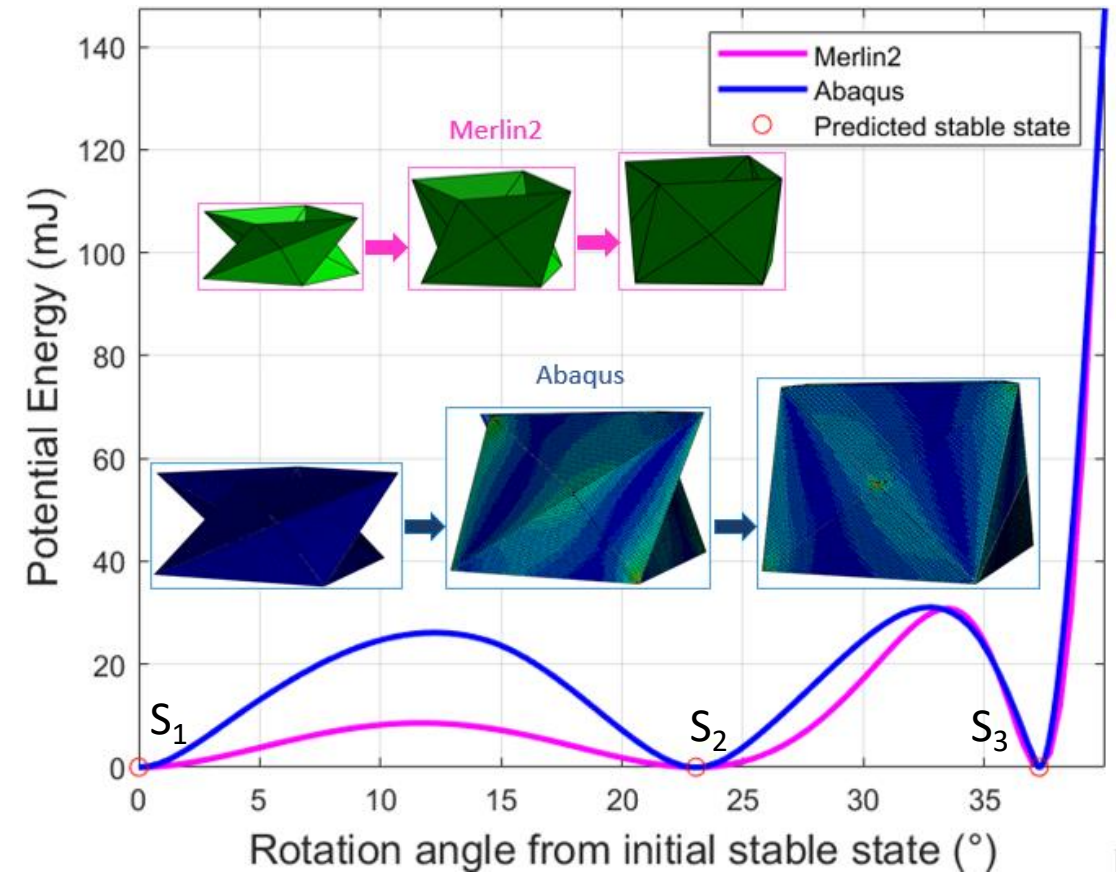 140
120
100
80
60
40
20
0
Potential Energy (mJ)
Merlin2
Abaqus
Predicted stable state
Merlin2
Abaqus
S₁
S₂
S₃
0 5 10 15 20 25 30 35
Rotation angle from initial stable state (°)